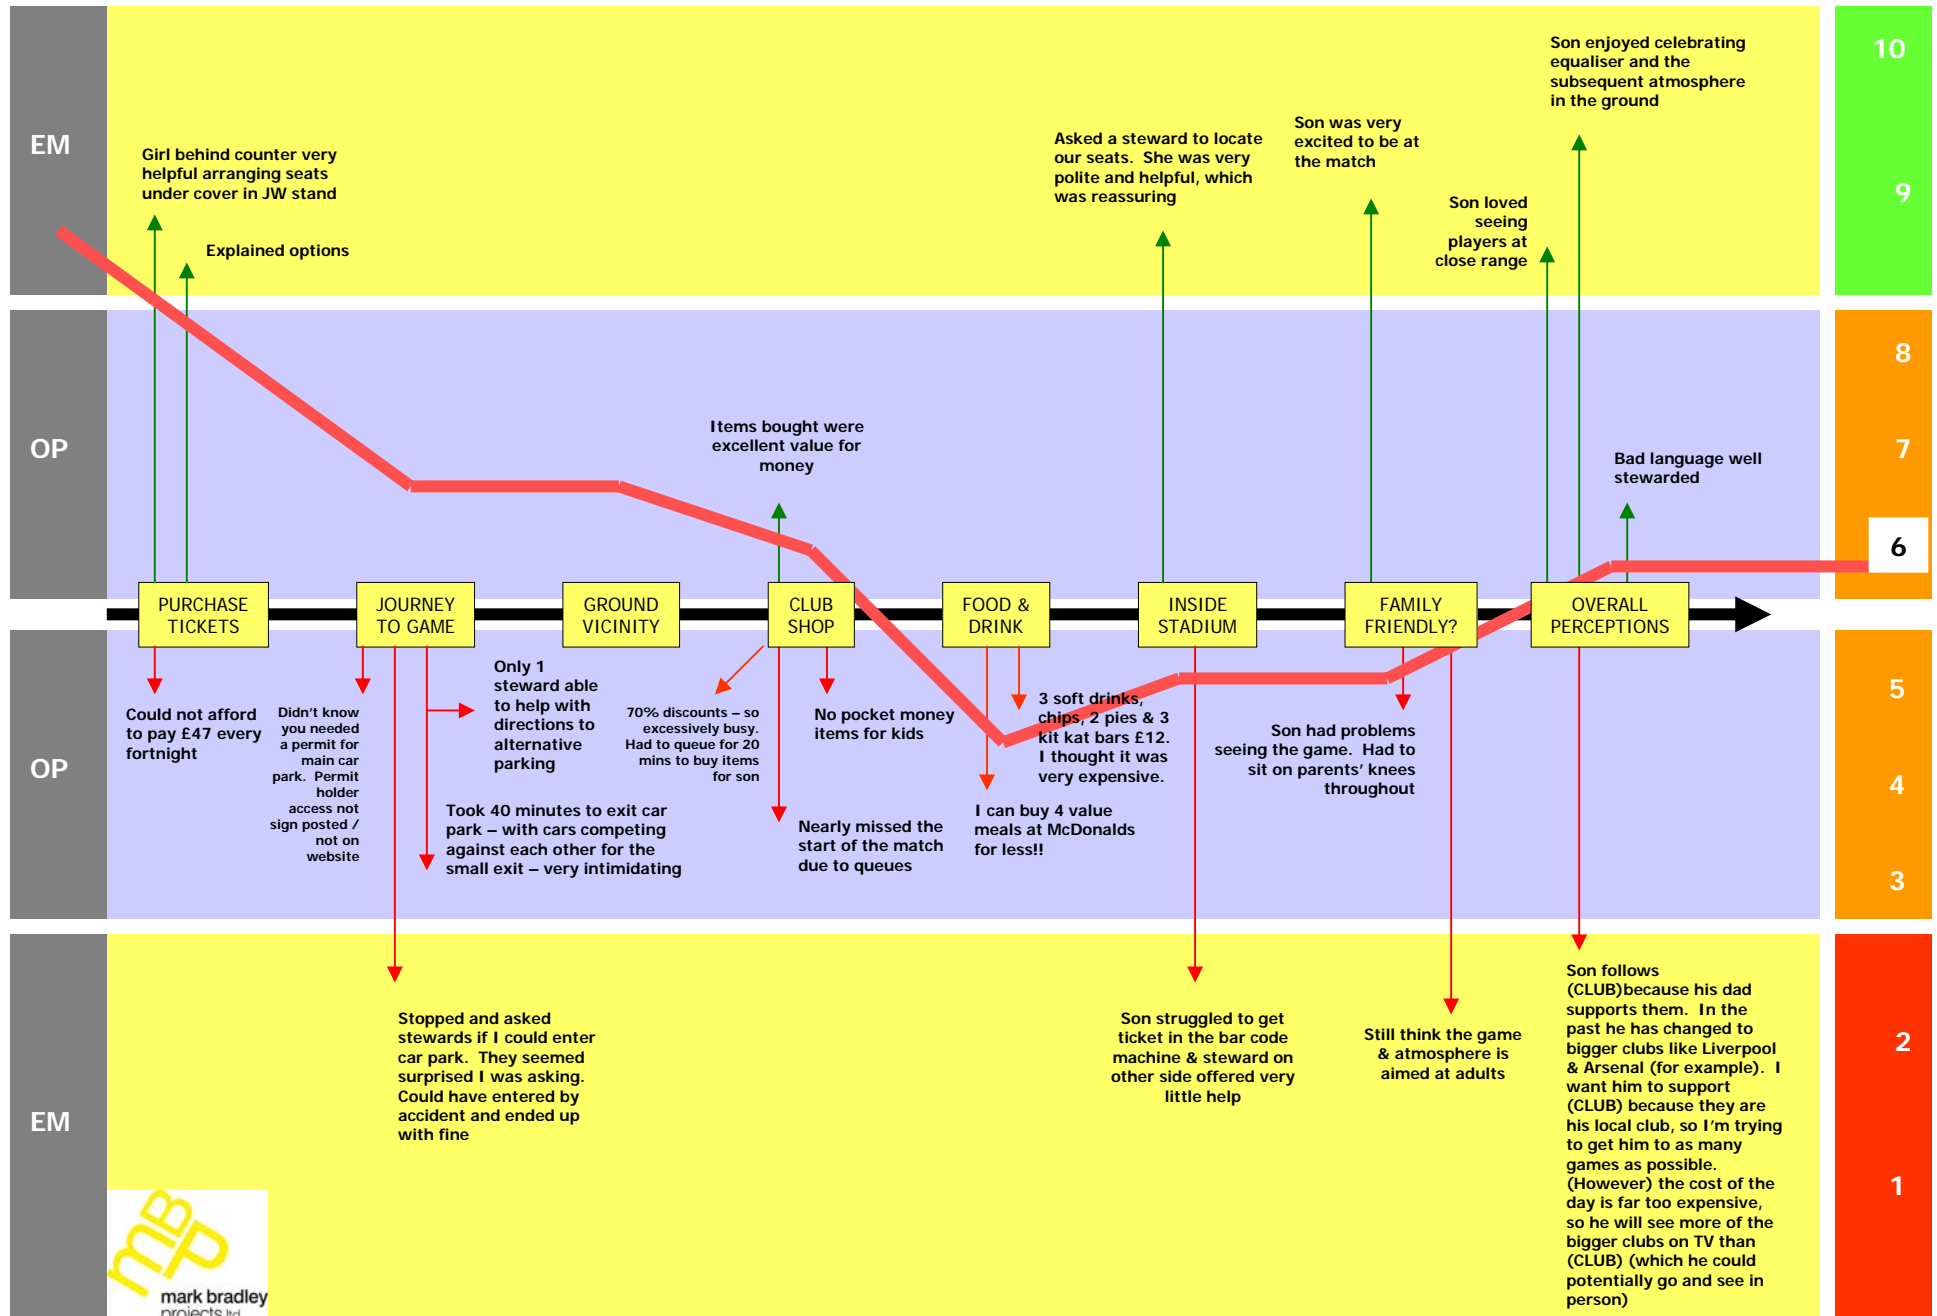 EM
OP
OP
EM
Girl behind counter very
helpful arranging seats
under cover in JW stand
Explained options
Asked a steward to locate
our seats. She was very
polite and helpful, which
was reassuring
Son was very
excited to be at
the match
Son loved
seeing
players at
close range
Son enjoyed celebrating
equaliser and the
subsequent atmosphere
in the ground
Items bought were
excellent value for
money
Bad language well
stewarded
PURCHASE
TICKETS
JOURNEY
TO GAME
GROUND
VICINITY
CLUB
SHOP
FOOD &
DRINK
INSIDE
STADIUM
FAMILY
FRIENDLY?
OVERALL
PERCEPTIONS
Could not afford
to pay £47 every
fortnight
Didn't know
you needed
a permit for
main car
park. Permit
holder
access not
sign posted /
not on
website
Only 1
steward able
to help with
directions to
alternative
parking
Took 40 minutes to exit car
park – with cars competing
against each other for the
small exit – very intimidating
70% discounts – so
excessively busy.
Had to queue for 20
mins to buy items
for son
No pocket money
items for kids
Nearly missed the
start of the match
due to queues
3 soft drinks,
chips, 2 pies & 3
kit kat bars £12.
I thought it was
very expensive.
I can buy 4 value
meals at McDonalds
for less!!
Son had problems
seeing the game. Had to
sit on parents' knees
throughout
Stopped and asked
stewards if I could enter
car park. They seemed
surprised I was asking.
Could have entered by
accident and ended up
with fine
Son struggled to get
ticket in the bar code
machine & steward on
other side offered very
little help
Still think the game
& atmosphere is
aimed at adults
Son follows
(CLUB)because his dad
supports them. In the
past he has changed to
bigger clubs like Liverpool
& Arsenal (for example). I
want him to support
(CLUB) because they are
his local club, so I'm trying
to get him to as many
games as possible.
(However) the cost of the
day is far too expensive,
so he will see more of the
bigger clubs on TV than
(CLUB) (which he could
potentially go and see in
person)
10
9
8
7
6
5
4
3
2
1
mbp
mark bradley
projects ltd